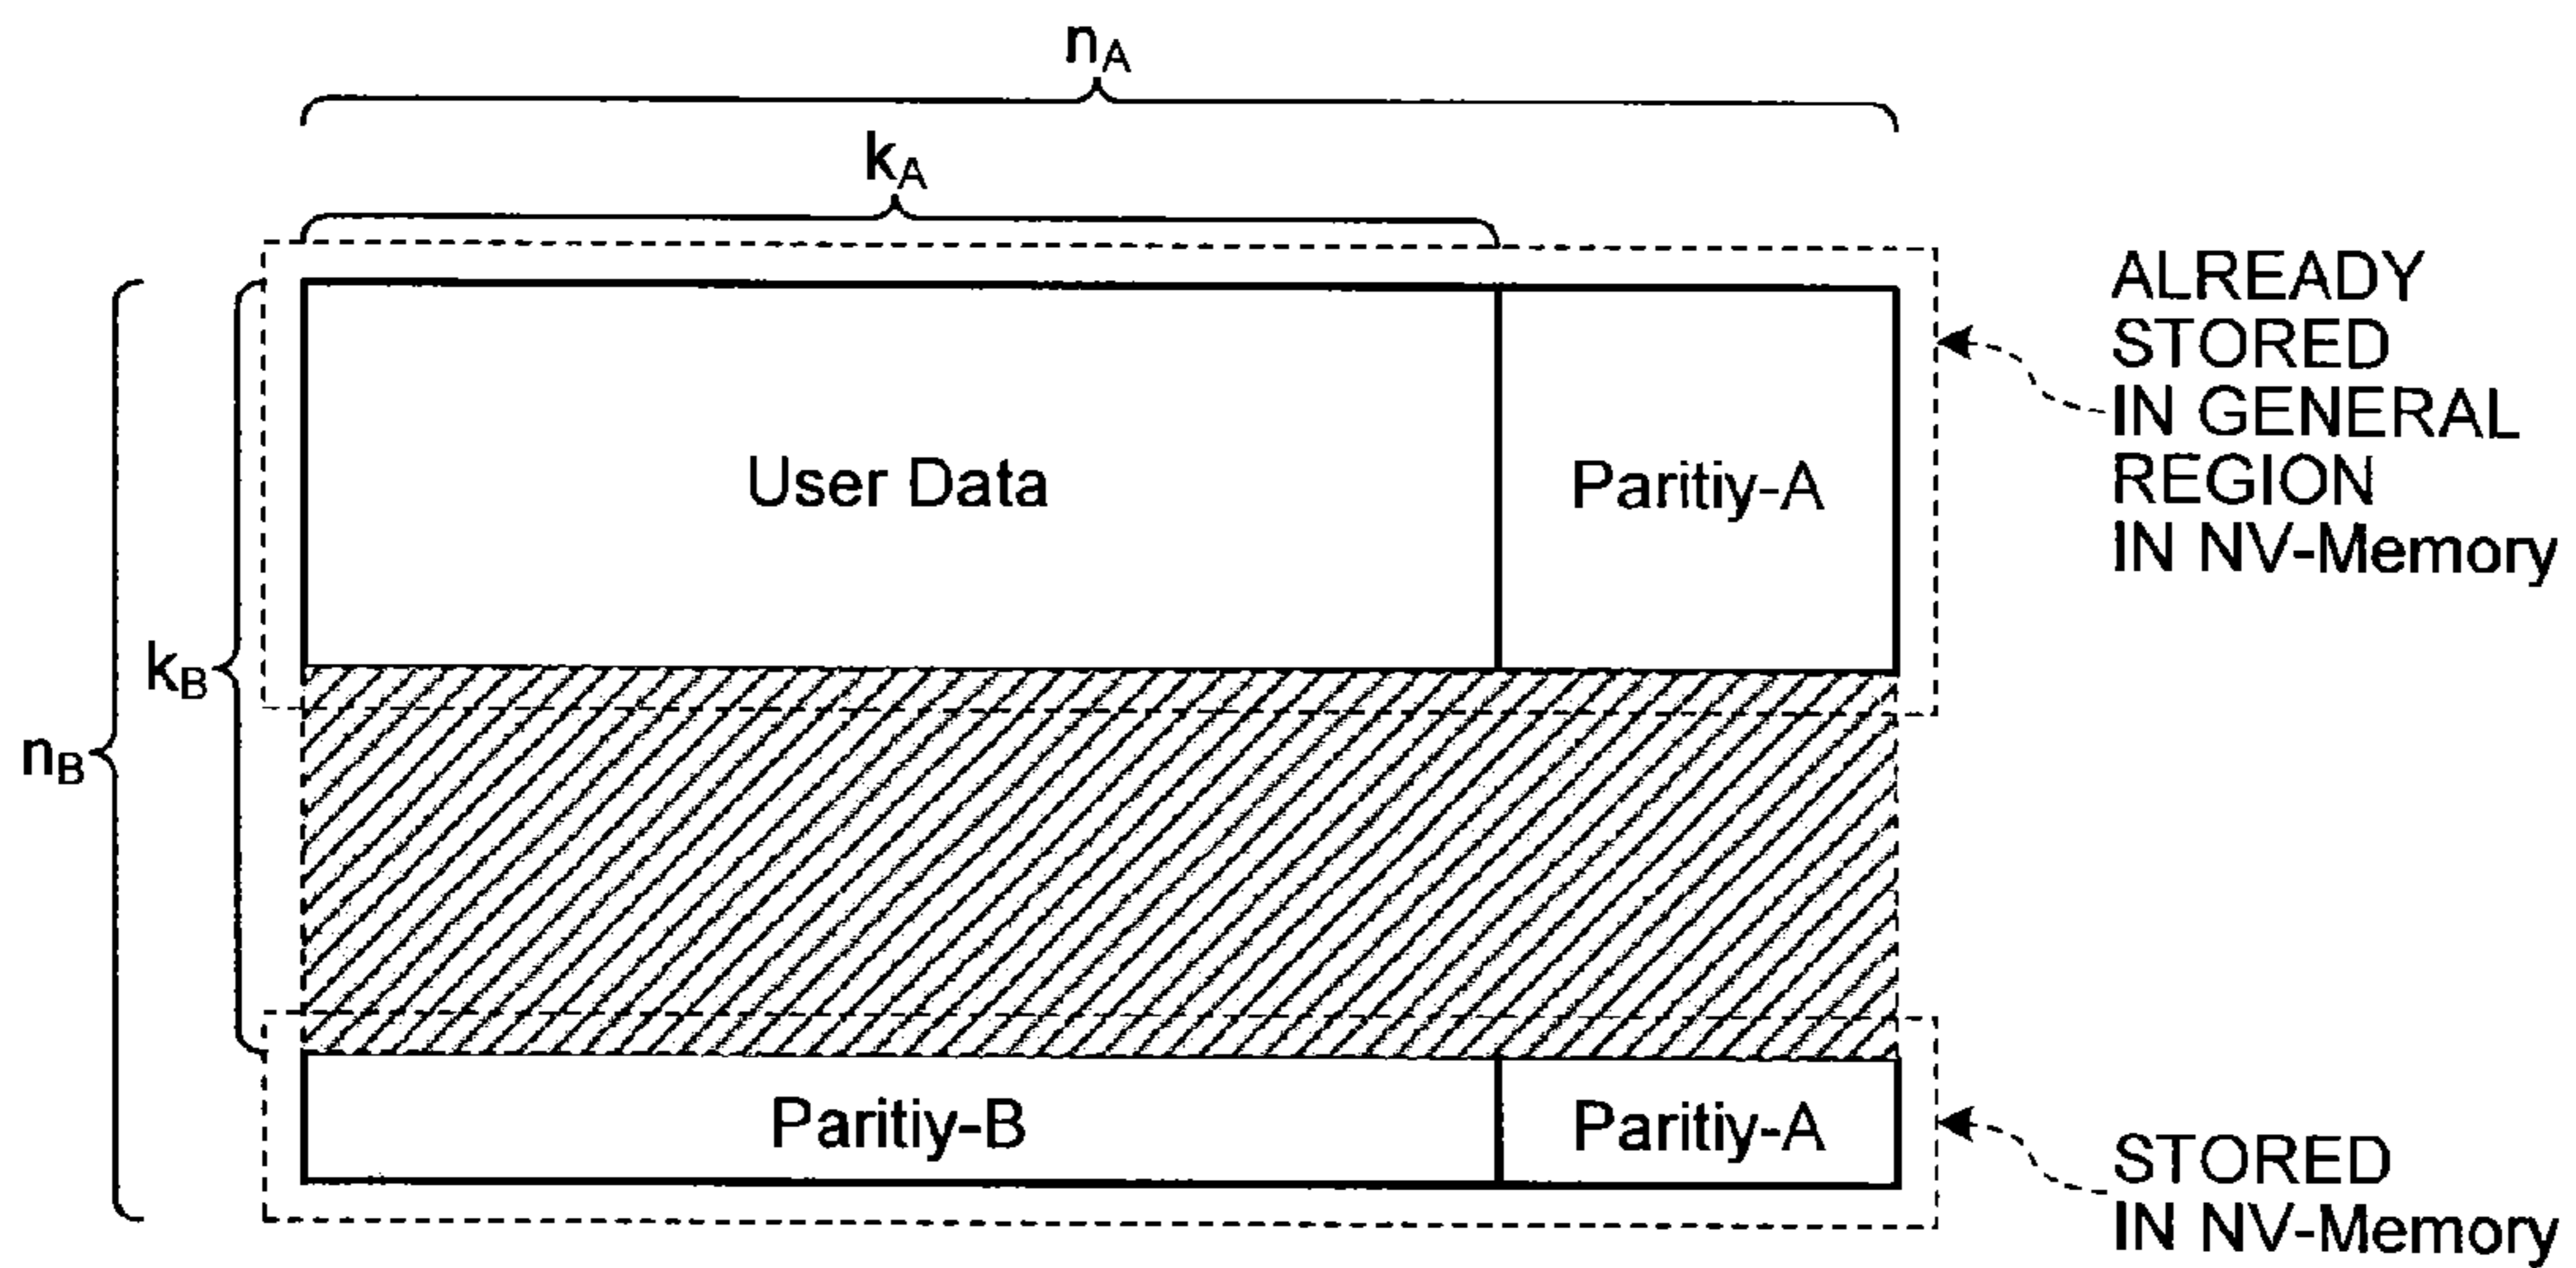 nA
kA
ALREADY
STORED
IN GENERAL
REGION
IN NV-Memory
User Data
Paritiy-A
kB
nB
Paritiy-B
Paritiy-A
STORED
IN NV-Memory